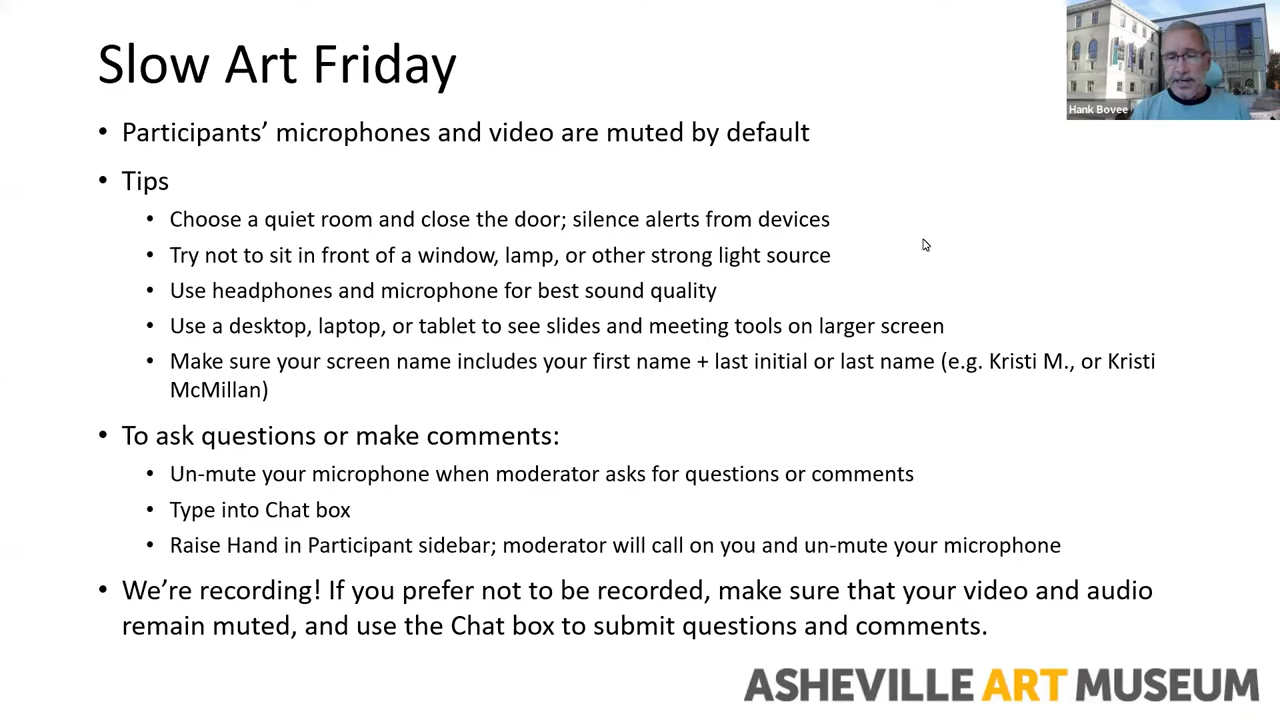 Slow Art Friday
Hank Bovee
• Participants’ microphones and video are muted by default
• Tips
• Choose a quiet room and close the door; silence alerts from devices
• Try not to sit in front of a window, lamp, or other strong light source
• Use headphones and microphone for best sound quality
• Use a desktop, laptop, or tablet to see slides and meeting tools on larger screen
• Make sure your screen name includes your first name + last initial or last name (e.g. Kristi M., or Kristi
McMillan)
• To ask questions or make comments:
• Un-mute your microphone when moderator asks for questions or comments
• Type into Chat box
• Raise Hand in Participant sidebar; moderator will call on you and un-mute your microphone
• We’re recording! If you prefer not to be recorded, make sure that your video and audio
remain muted, and use the Chat box to submit questions and comments.
ASHEVILLE ART MUSEUM